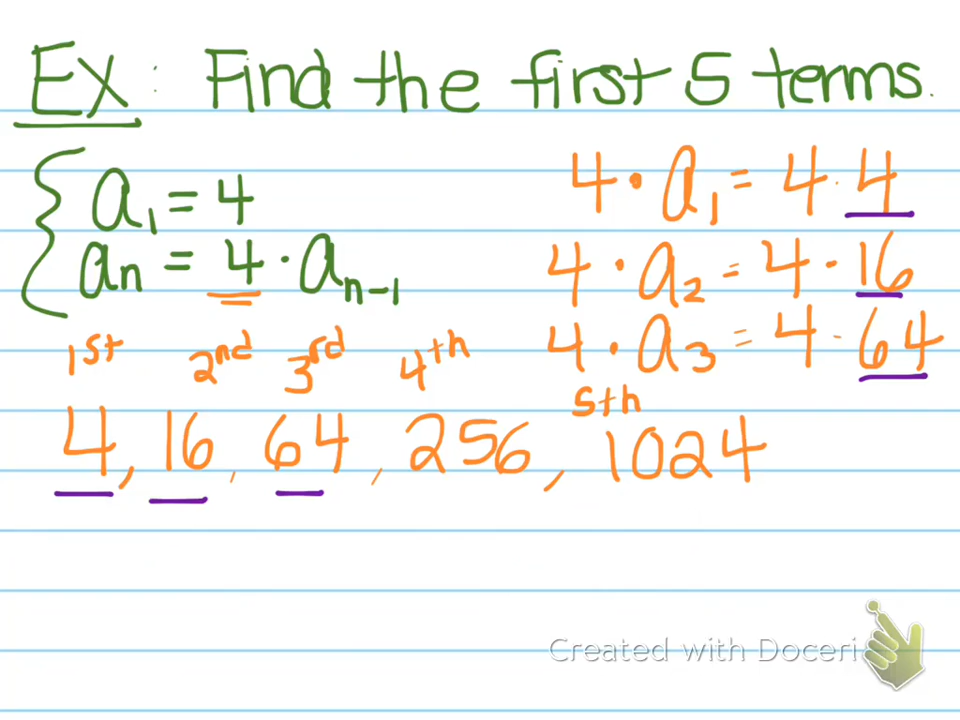 Ex: Find the first 5 terms.
a₁ = 4
aₙ = 4 · aₙ₋₁
4 · a₁ = 4 · 4
4 · a₂ = 4 · 16
4 · a₃ = 4 · 64
1st 2nd 3rd 4th 5th
4, 16, 64, 256, 1024
Created with Doceri